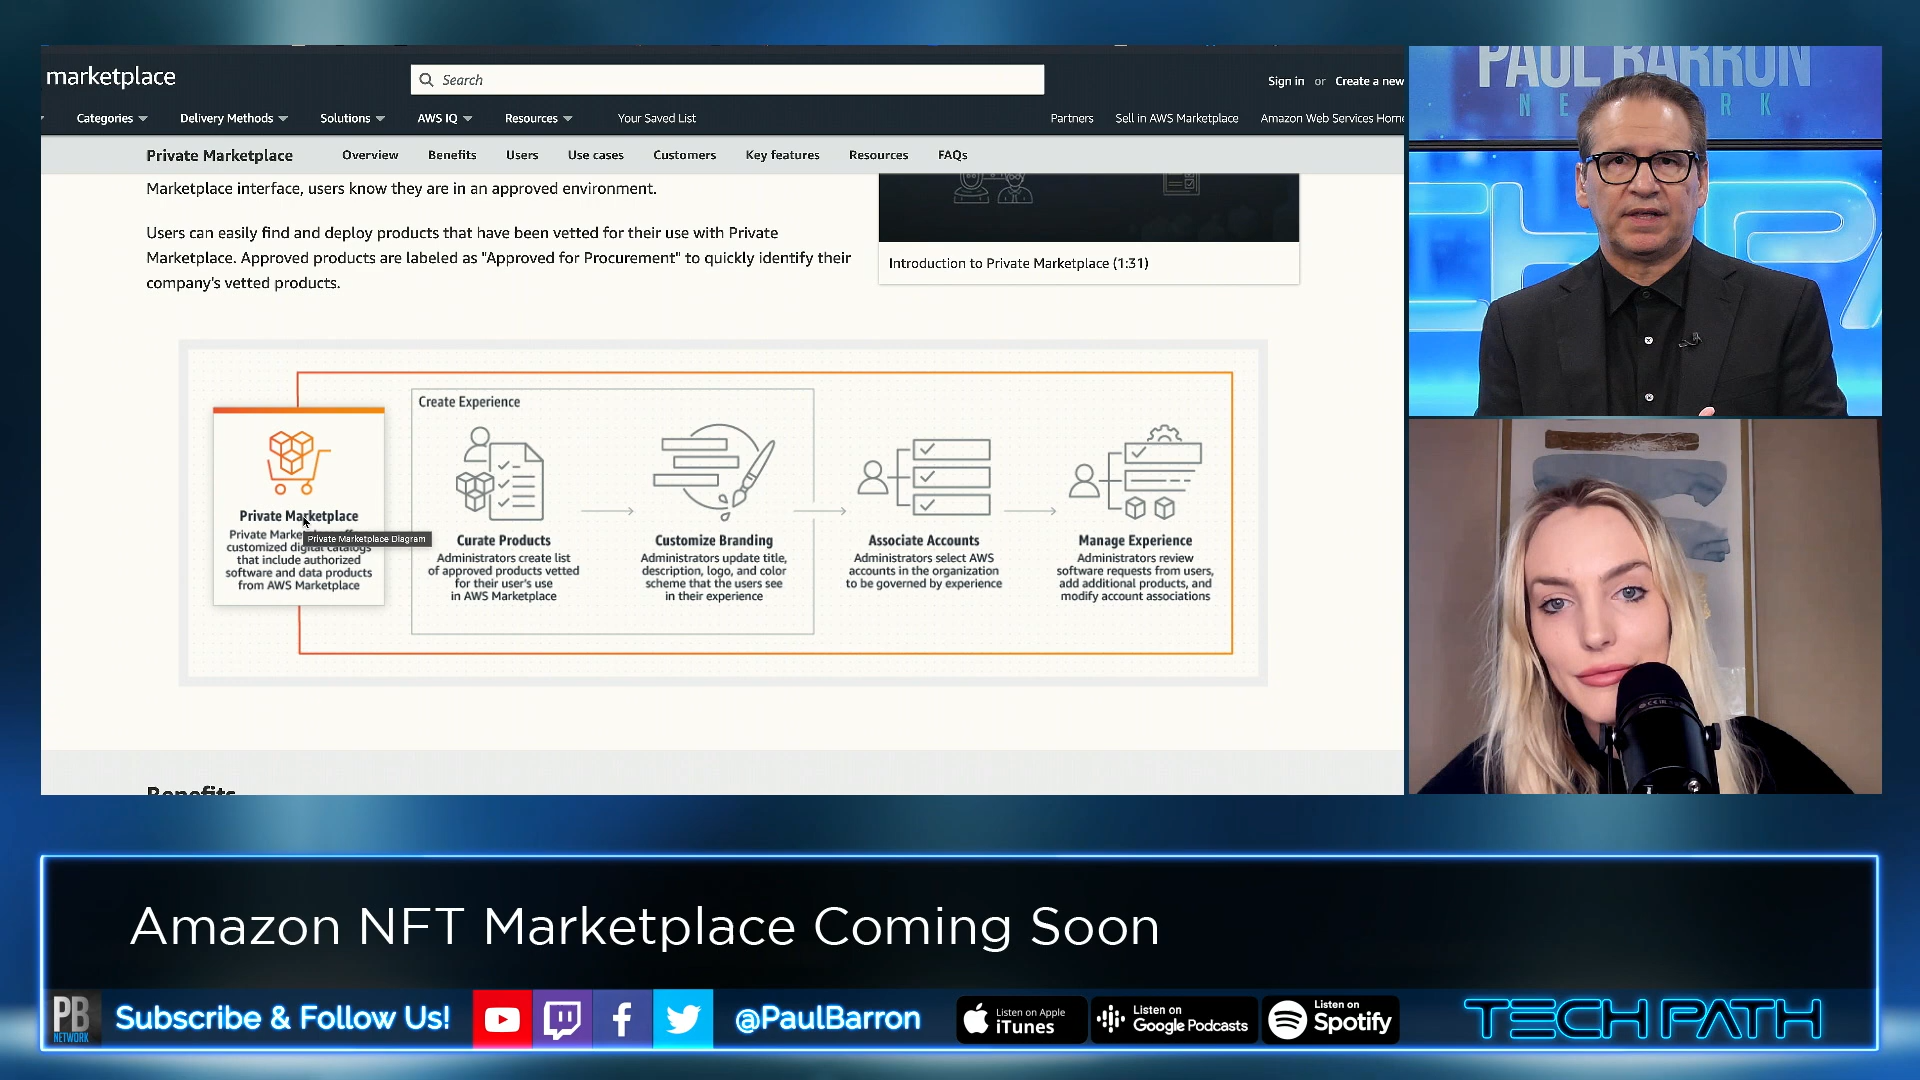 marketplace
Search
Sign in or Create a new
Categories Delivery Methods Solutions AWS IQ Resources Your Saved List Partners Sell in AWS Marketplace Amazon Web Services Home
Private Marketplace Overview Benefits Users Use cases Customers Key features Resources FAQs
Marketplace interface, users know they are in an approved environment.
Users can easily find and deploy products that have been vetted for their use with Private
Marketplace. Approved products are labeled as "Approved for Procurement" to quickly identify their
company's vetted products.
Introduction to Private Marketplace (1:31)
Create Experience
Private Marketplace
Private
Private Marketplace Diagram
customized digital catalogs
that include authorized
software and data products
from AWS Marketplace
Curate Products
Administrators create list
of approved products vetted
for their user's use
in AWS Marketplace
Customize Branding
Administrators update title,
description, logo, and color
scheme that the users see
in their experience
Associate Accounts
Administrators select AWS
accounts in the organization
to be governed by experience
Manage Experience
Administrators review
software requests from users,
add additional products, and
modify account associations
Benefits
PAUL BARRON
Amazon NFT Marketplace Coming Soon
PB
NETWORK
Subscribe & Follow Us!
@PaulBarron
Listen on Apple
iTunes
Listen on
Google Podcasts
Listen on
Spotify
TECH PATH